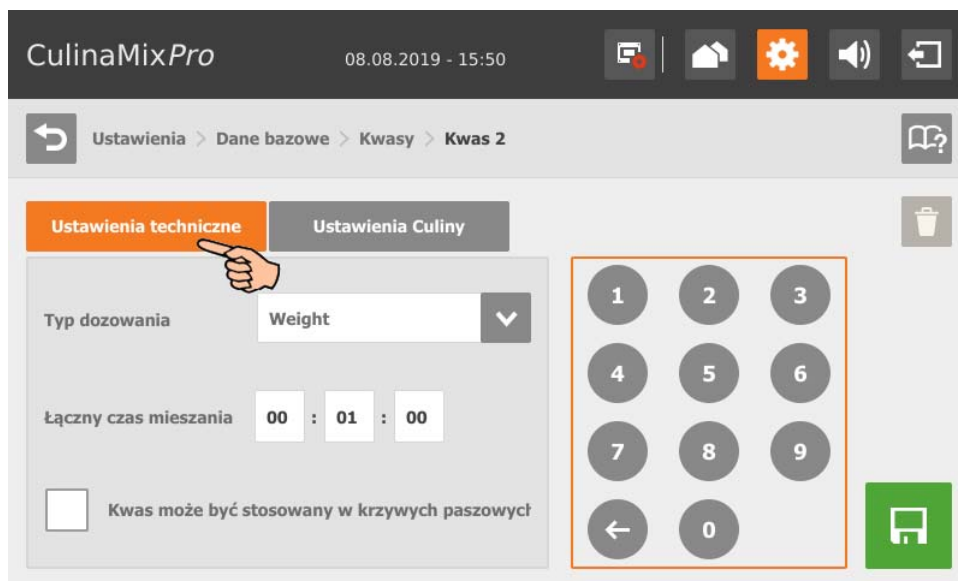 CulinaMixPro 08.08.2019 - 15:50
Ustawienia > Dane bazowe > Kwasy > Kwas 2
?
Ustawienia techniczne Ustawienia Culiny
1 2 3
Typ dozowania Weight
4 5 6
Łączny czas mieszania 00 : 01 : 00
7 8 9
Kwas może być stosowany w krzywych paszowych
0